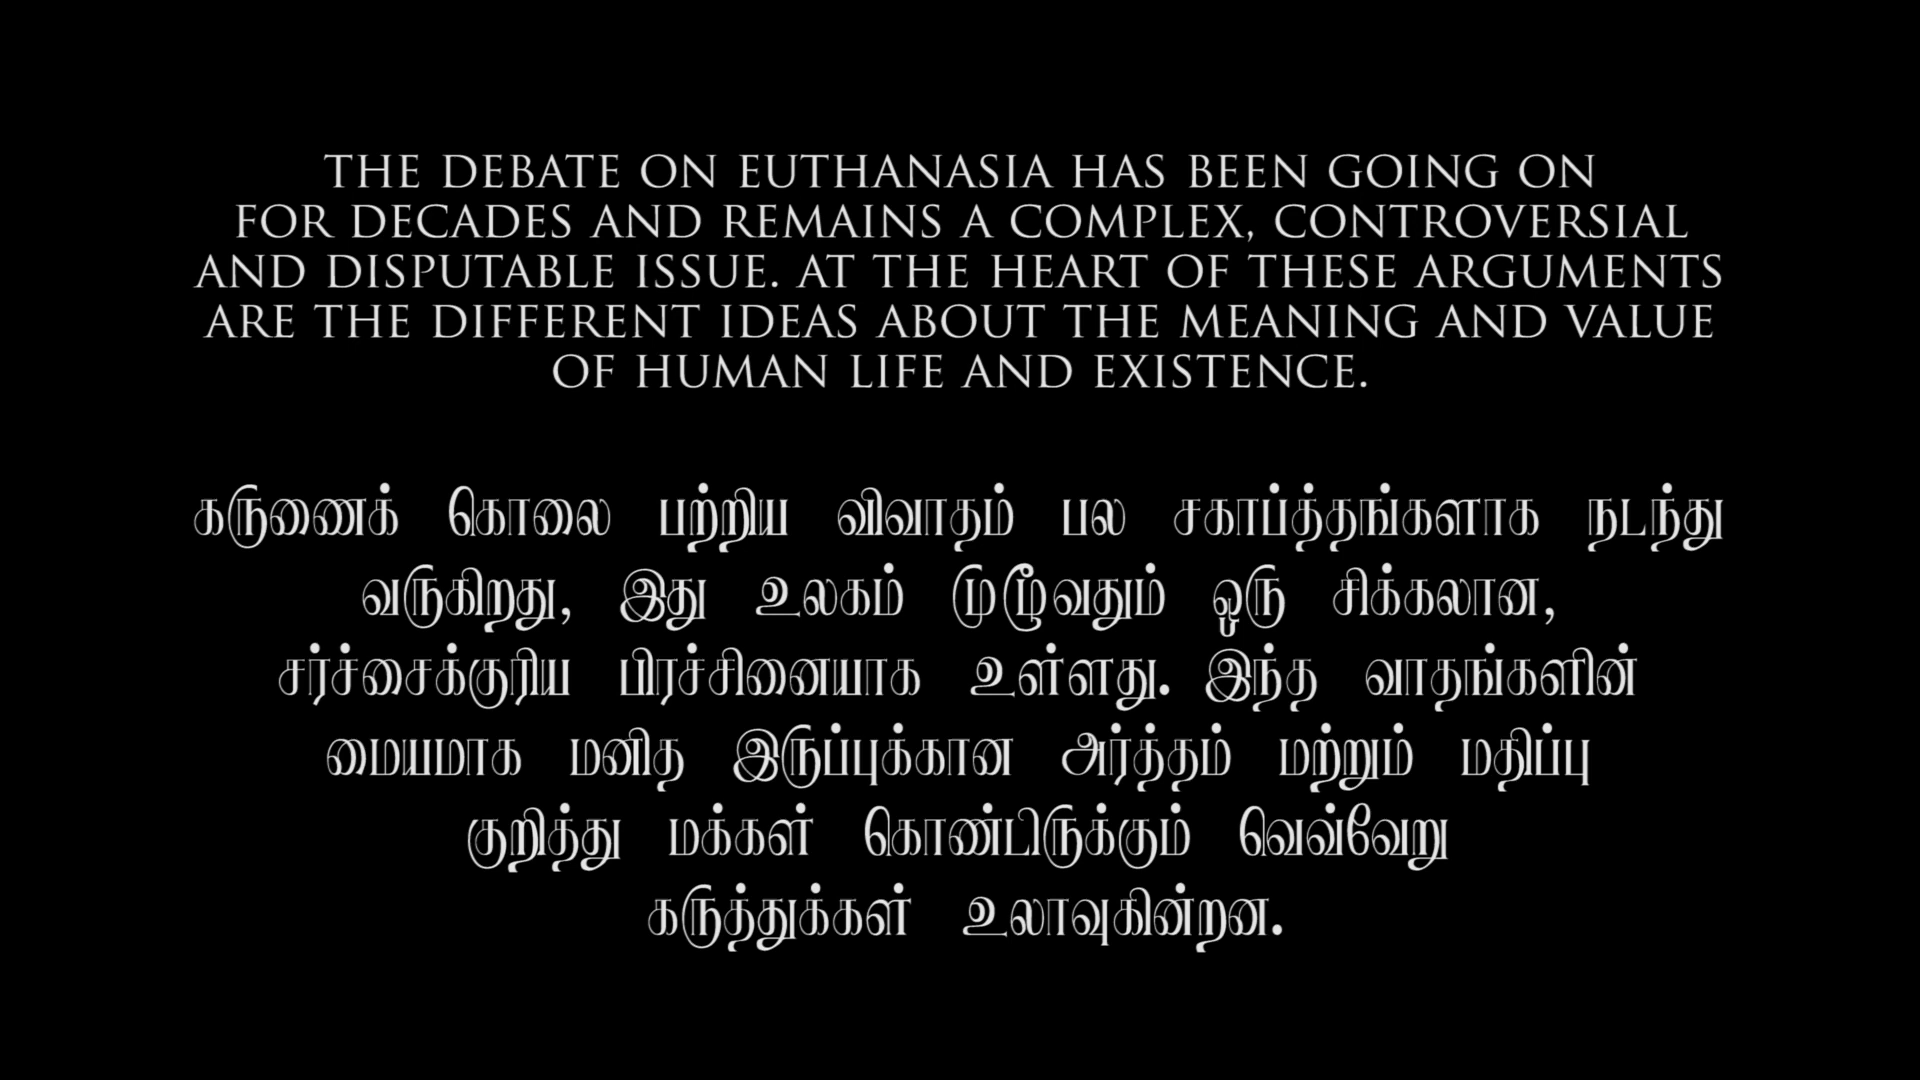 THE DEBATE ON EUTHANASIA HAS BEEN GOING ON
FOR DECADES AND REMAINS A COMPLEX, CONTROVERSIAL
AND DISPUTABLE ISSUE. AT THE HEART OF THESE ARGUMENTS
ARE THE DIFFERENT IDEAS ABOUT THE MEANING AND VALUE
OF HUMAN LIFE AND EXISTENCE.
கருணைக் கொலை பற்றிய விவாதம் பல சகாப்த்தங்களாக நடந்து
வருகிறது, இது உலகம் முழுவதும் ஒரு சிக்கலான,
சர்ச்சைக்குரிய பிரச்சினையாக உள்ளது. இந்த வாதங்களின்
மையமாக மனித இருப்புக்கான அர்த்தம் மற்றும் மதிப்பு
குறித்து மக்கள் கொண்டிருக்கும் வெவ்வேறு
கருத்துக்கள் உலாவுகின்றன.